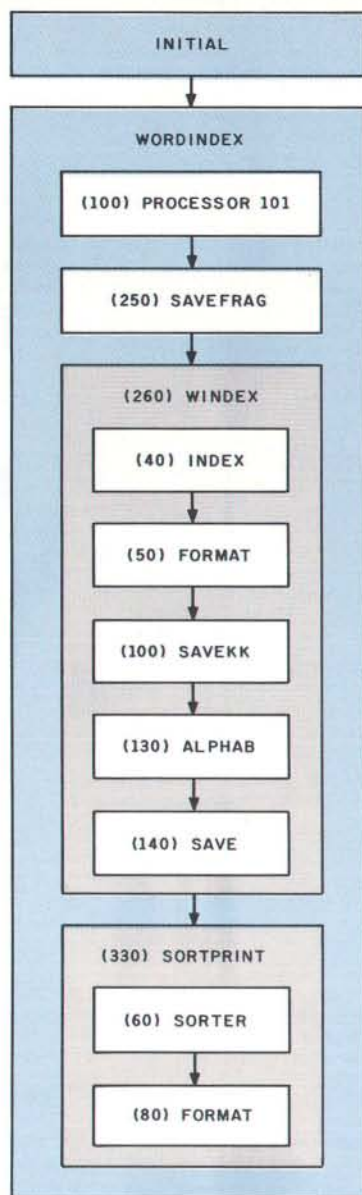 INITIAL
WORDINDEX
(100) PROCESSOR 101
(250) SAVEFRAG
(260) WINDEX
(40) INDEX
(50) FORMAT
(100) SAVEKK
(130) ALPHAB
(140) SAVE
(330) SORTPRINT
(60) SORTER
(80) FORMAT